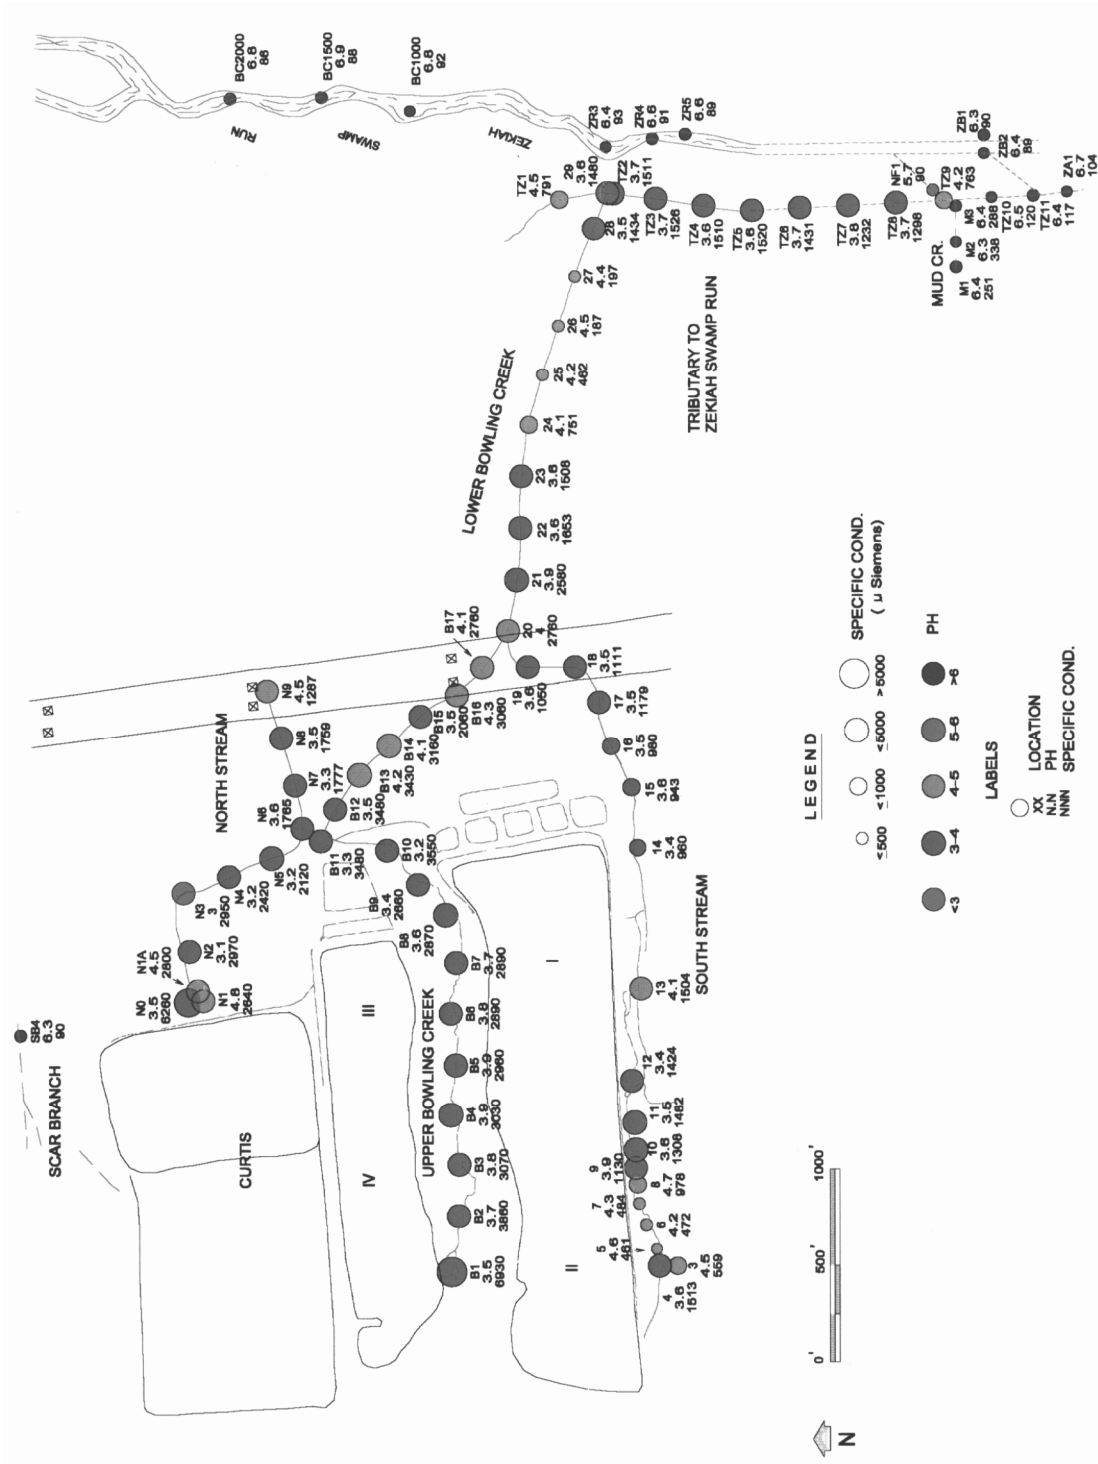 BC2000
6.8
86
BC1500
6.9
88
BC1000
6.8
92
ZEKIAH
SWAMP
RUN
ZR3
6.4
93
ZR4
6.6
91
ZR5
6.6
89
ZB1
6.3
90
ZB2
6.4
89
ZA1
6.7
104
TZ1
4.5
791
29
3.6
1480
TZ2
3.7
1511
TZ3
3.7
1526
TZ4
3.6
1510
TZ5
3.6
1520
TZ6
3.7
1431
TZ7
3.8
1232
TZ8
3.7
1298
NF1
5.7
90
TZ9
4.2
763
TZ10
6.5
120
TZ11
6.4
117
MUD CR.
M1
6.4
251
M2
6.3
338
M3
6.4
288
TRIBUTARY TO
ZEKIAH SWAMP RUN
LOWER BOWLING CREEK
28
3.5
1434
27
4.4
197
26
4.5
187
25
4.2
462
24
4.1
751
23
3.6
1508
22
3.6
1653
21
3.9
2580
20
4
2760
NORTH STREAM
N0
3.5
6260
N1A
4.5
2800
N1
4.8
2640
N2
3.1
2970
N3
3
2950
N4
3.2
2420
N5
3.2
2120
N6
3.6
1765
N7
3.3
1777
N8
3.5
1759
N9
4.5
1287
SCAR BRANCH
SB4
6.3
90
CURTIS
III
IV
I
II
UPPER BOWLING CREEK
B1
3.5
6930
B2
3.7
3860
B3
3.8
3070
B4
3.9
3030
B5
3.9
2960
B6
3.8
2890
B7
3.7
2890
B8
3.6
2870
B9
3.4
2660
B10
3.2
3550
B11
3.3
3480
B12
3.5
3480
B13
4.2
3430
B14
4.1
3160
B15
3.5
2060
B16
4.3
3060
B17
4.1
2760
SOUTH STREAM
3
4.5
559
4
3.6
1513
5
4.6
461
6
4.2
472
7
4.3
484
8
4.7
978
9
3.9
1130
10
3.6
1308
11
3.5
1482
12
3.4
1424
13
4.1
1504
14
3.4
960
15
3.6
943
16
3.5
980
17
3.5
1179
18
3.5
1111
19
3.6
1050
LEGEND
SPECIFIC COND.
( µ Siemens)
<500
<1000
<5000
>5000
PH
<3
3-4
4-5
5-6
>6
LABELS
XX LOCATION
N.N PH
NNN SPECIFIC COND.
0' 500' 1000'
N